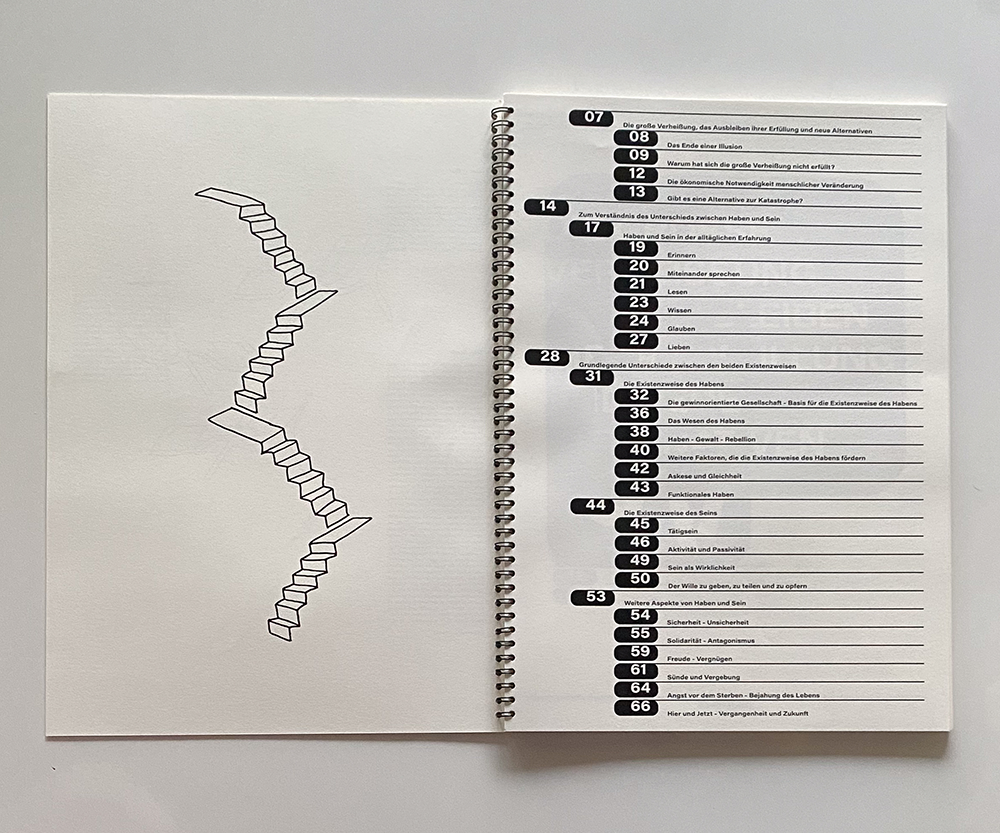 07 Die große Verheißung, das Ausbleiben ihrer Erfüllung und neue Alternativen
08 Das Ende einer Illusion
09 Warum hat sich die große Verheißung nicht erfüllt?
12 Die ökonomische Notwendigkeit menschlicher Veränderung
13 Gibt es eine Alternative zur Katastrophe?
14 Zum Verständnis des Unterschieds zwischen Haben und Sein
17 Haben und Sein in der alltäglichen Erfahrung
19 Erinnern
20 Miteinander sprechen
21 Lesen
23 Wissen
24 Glauben
27 Lieben
28 Grundlegende Unterschiede zwischen den beiden Existenzweisen
31 Die Existenzweise des Habens
32 Die gewinnorientierte Gesellschaft - Basis für die Existenzweise des Habens
36 Das Wesen des Habens
38 Haben - Gewalt - Rebellion
40 Weitere Faktoren, die die Existenzweise des Habens fördern
42 Askese und Gleichheit
43 Funktionales Haben
44 Die Existenzweise des Seins
45 Tätigsein
46 Aktivität und Passivität
49 Sein als Wirklichkeit
50 Der Wille zu geben, zu teilen und zu opfern
53 Weitere Aspekte von Haben und Sein
54 Sicherheit - Unsicherheit
55 Solidarität - Antagonismus
59 Freude - Vergnügen
61 Sünde und Vergebung
64 Angst vor dem Sterben - Bejahung des Lebens
66 Hier und Jetzt - Vergangenheit und Zukunft